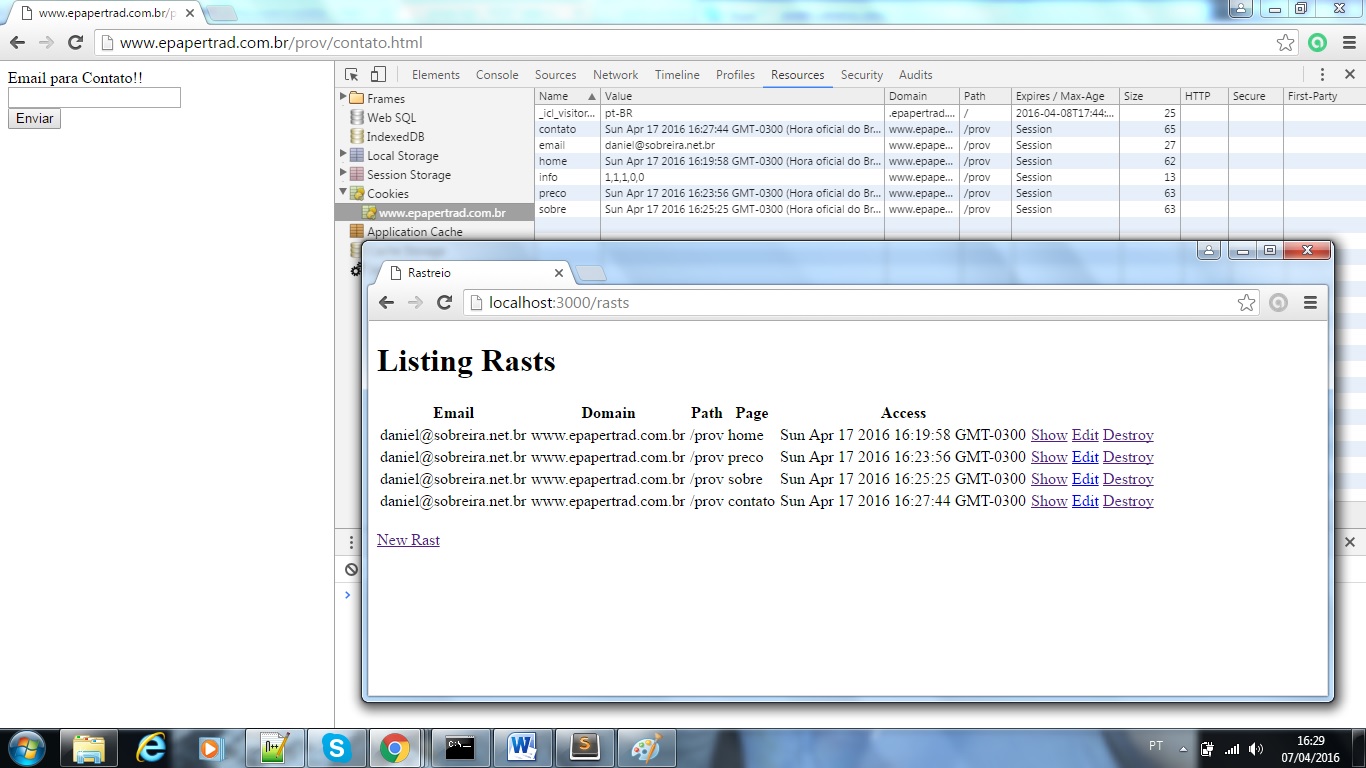 www.epapertrad.com.br/p
www.epapertrad.com.br/prov/contato.html
Email para Contato!!
Enviar
Elements Console Sources Network Timeline Profiles Resources Security Audits
Frames
Web SQL
IndexedDB
Local Storage
Session Storage
Cookies
www.epapertrad.com.br
Application Cache
Name Value Domain Path Expires / Max-Age Size HTTP Secure First-Party
_icl_visitor... pt-BR .epapertrad.... / 2016-04-08T17:44:... 25
contato Sun Apr 17 2016 16:27:44 GMT-0300 (Hora oficial do Br... www.epape... /prov Session 65
email daniel@sobreira.net.br www.epape... /prov Session 27
home Sun Apr 17 2016 16:19:58 GMT-0300 (Hora oficial do Br... www.epape... /prov Session 62
info 1,1,1,0,0 www.epape... /prov Session 13
preco Sun Apr 17 2016 16:23:56 GMT-0300 (Hora oficial do Br... www.epape... /prov Session 63
sobre Sun Apr 17 2016 16:25:25 GMT-0300 (Hora oficial do Br... www.epape... /prov Session 63
Rastreio
localhost:3000/rasts
Listing Rasts
Email Domain Path Page Access
daniel@sobreira.net.br www.epapertrad.com.br /prov home Sun Apr 17 2016 16:19:58 GMT-0300 Show Edit Destroy
daniel@sobreira.net.br www.epapertrad.com.br /prov preco Sun Apr 17 2016 16:23:56 GMT-0300 Show Edit Destroy
daniel@sobreira.net.br www.epapertrad.com.br /prov sobre Sun Apr 17 2016 16:25:25 GMT-0300 Show Edit Destroy
daniel@sobreira.net.br www.epapertrad.com.br /prov contato Sun Apr 17 2016 16:27:44 GMT-0300 Show Edit Destroy
New Rast
PT
16:29
07/04/2016